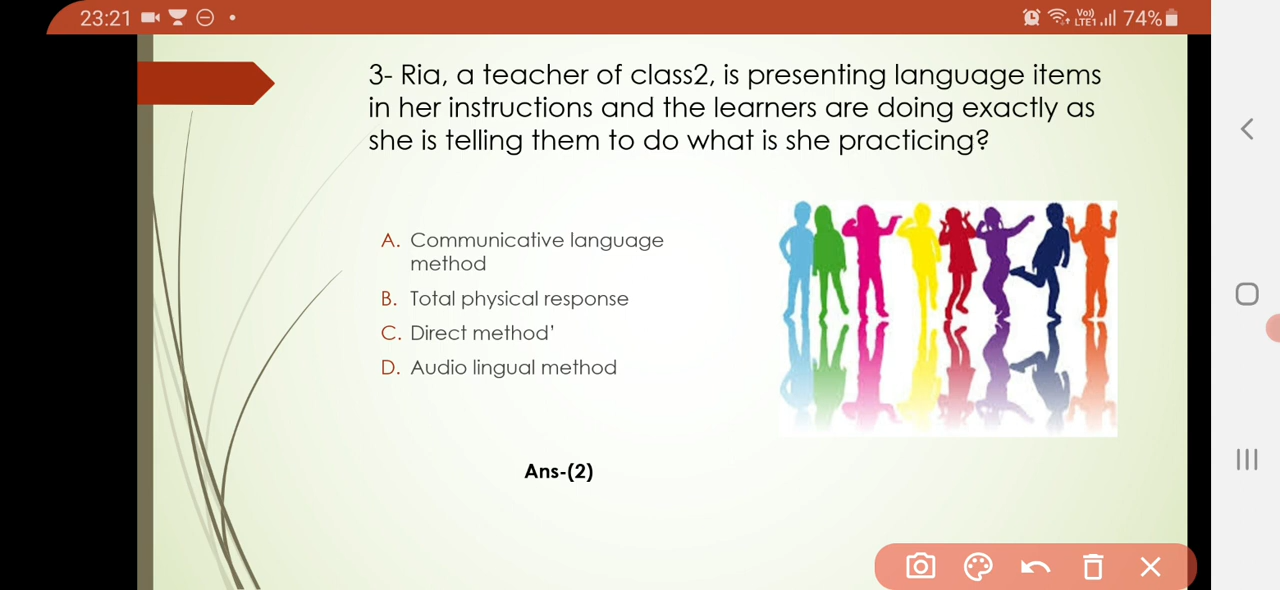 23:21
Vo))
LTE1
74%
3- Ria, a teacher of class2, is presenting language items
in her instructions and the learners are doing exactly as
she is telling them to do what is she practicing?
A. Communicative language
method
B. Total physical response
C. Direct method'
D. Audio lingual method
Ans-(2)